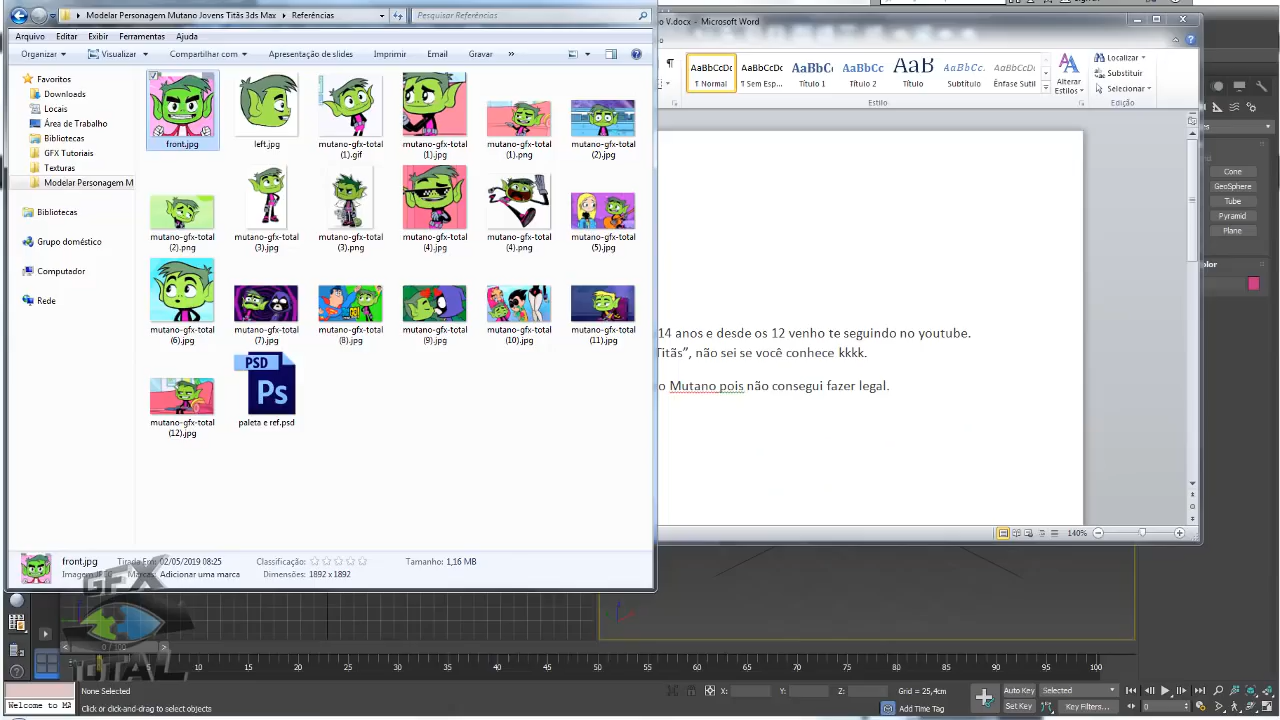 Modelar Personagem Mutano Jovens Titãs 3ds Max
Referências
Pesquisar Referências
Arquivo
Editar
Exibir
Ferramentas
Ajuda
Organizar
Visualizar
Compartilhar com
Apresentação de slides
Imprimir
Email
Gravar
»
Favoritos
Downloads
Locais
Área de Trabalho
Bibliotecas
GFX Tutoriais
Texturas
Modelar Personagem M
Bibliotecas
Grupo doméstico
Computador
Rede
front.jpg
left.jpg
mutano-gfx-total (1).gif
mutano-gfx-total (1).jpg
mutano-gfx-total (1).png
mutano-gfx-total (2).jpg
mutano-gfx-total (2).png
mutano-gfx-total (3).jpg
mutano-gfx-total (3).png
mutano-gfx-total (4).jpg
mutano-gfx-total (4).png
mutano-gfx-total (5).jpg
mutano-gfx-total (6).jpg
mutano-gfx-total (7).jpg
mutano-gfx-total (8).jpg
mutano-gfx-total (9).jpg
mutano-gfx-total (10).jpg
mutano-gfx-total (11).jpg
mutano-gfx-total (12).jpg
PSD
Ps
paleta e ref.psd
front.jpg
Tirada Em: 02/05/2019 08:25
Classificação:
Tamanho: 1,16 MB
Imagem JPEG
Marcas: Adicionar uma marca
Dimensões: 1892 x 1892
V.docx - Microsoft Word
AaBbCcDc
¶ Normal
AaBbCcDc
¶ Sem Esp...
AaBbC
Título 1
AaBbCc
Título 2
AaB
Título
AaBbCc.
Subtítulo
AaBbCcDc
Ênfase Sutil
Alterar Estilos
Localizar
Substituir
Selecionar
Estilo
Edição
14 anos e desde os 12 venho te seguindo no youtube.
Titãs”, não sei se você conhece kkkk.
o Mutano pois não consegui fazer legal.
140%
Cone
GeoSphere
Tube
Pyramid
Plane
olor
GFX
TOTAL
0 / 100
10
15
20
25
30
35
40
45
50
55
60
65
70
75
80
85
90
95
100
None Selected
X:
Y:
Z:
Grid = 25,4cm
Auto Key
Selected
Welcome to MA
Click or click-and-drag to select objects
Add Time Tag
Set Key
Key Filters...
0